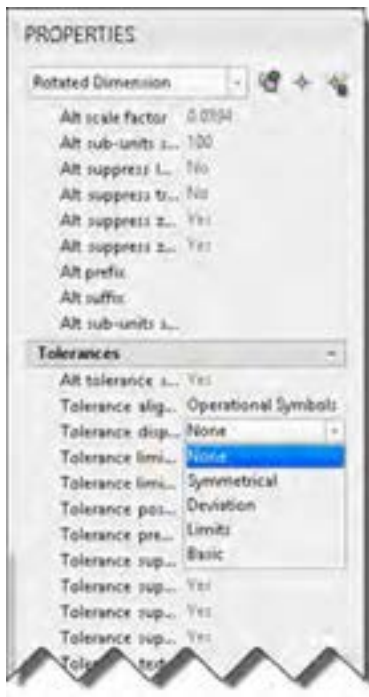 PROPERTIES
Rotated Dimension
Alt scale factor 0.0394
Alt sub-units s... 100
Alt suppress l... No
Alt suppress tr... No
Alt suppress z... Yes
Alt suppress z... Yes
Alt prefix
Alt suffix
Alt sub-units s...
Tolerances
Alt tolerance s... Yes
Tolerance alig... Operational Symbols
Tolerance disp... None
Tolerance limi... None
Tolerance limi... Symmetrical
Tolerance pos... Deviation
Tolerance pre... Limits
Tolerance sup... Basic
Tolerance sup... Yes
Tolerance sup... Yes
Tolerance sup... Yes